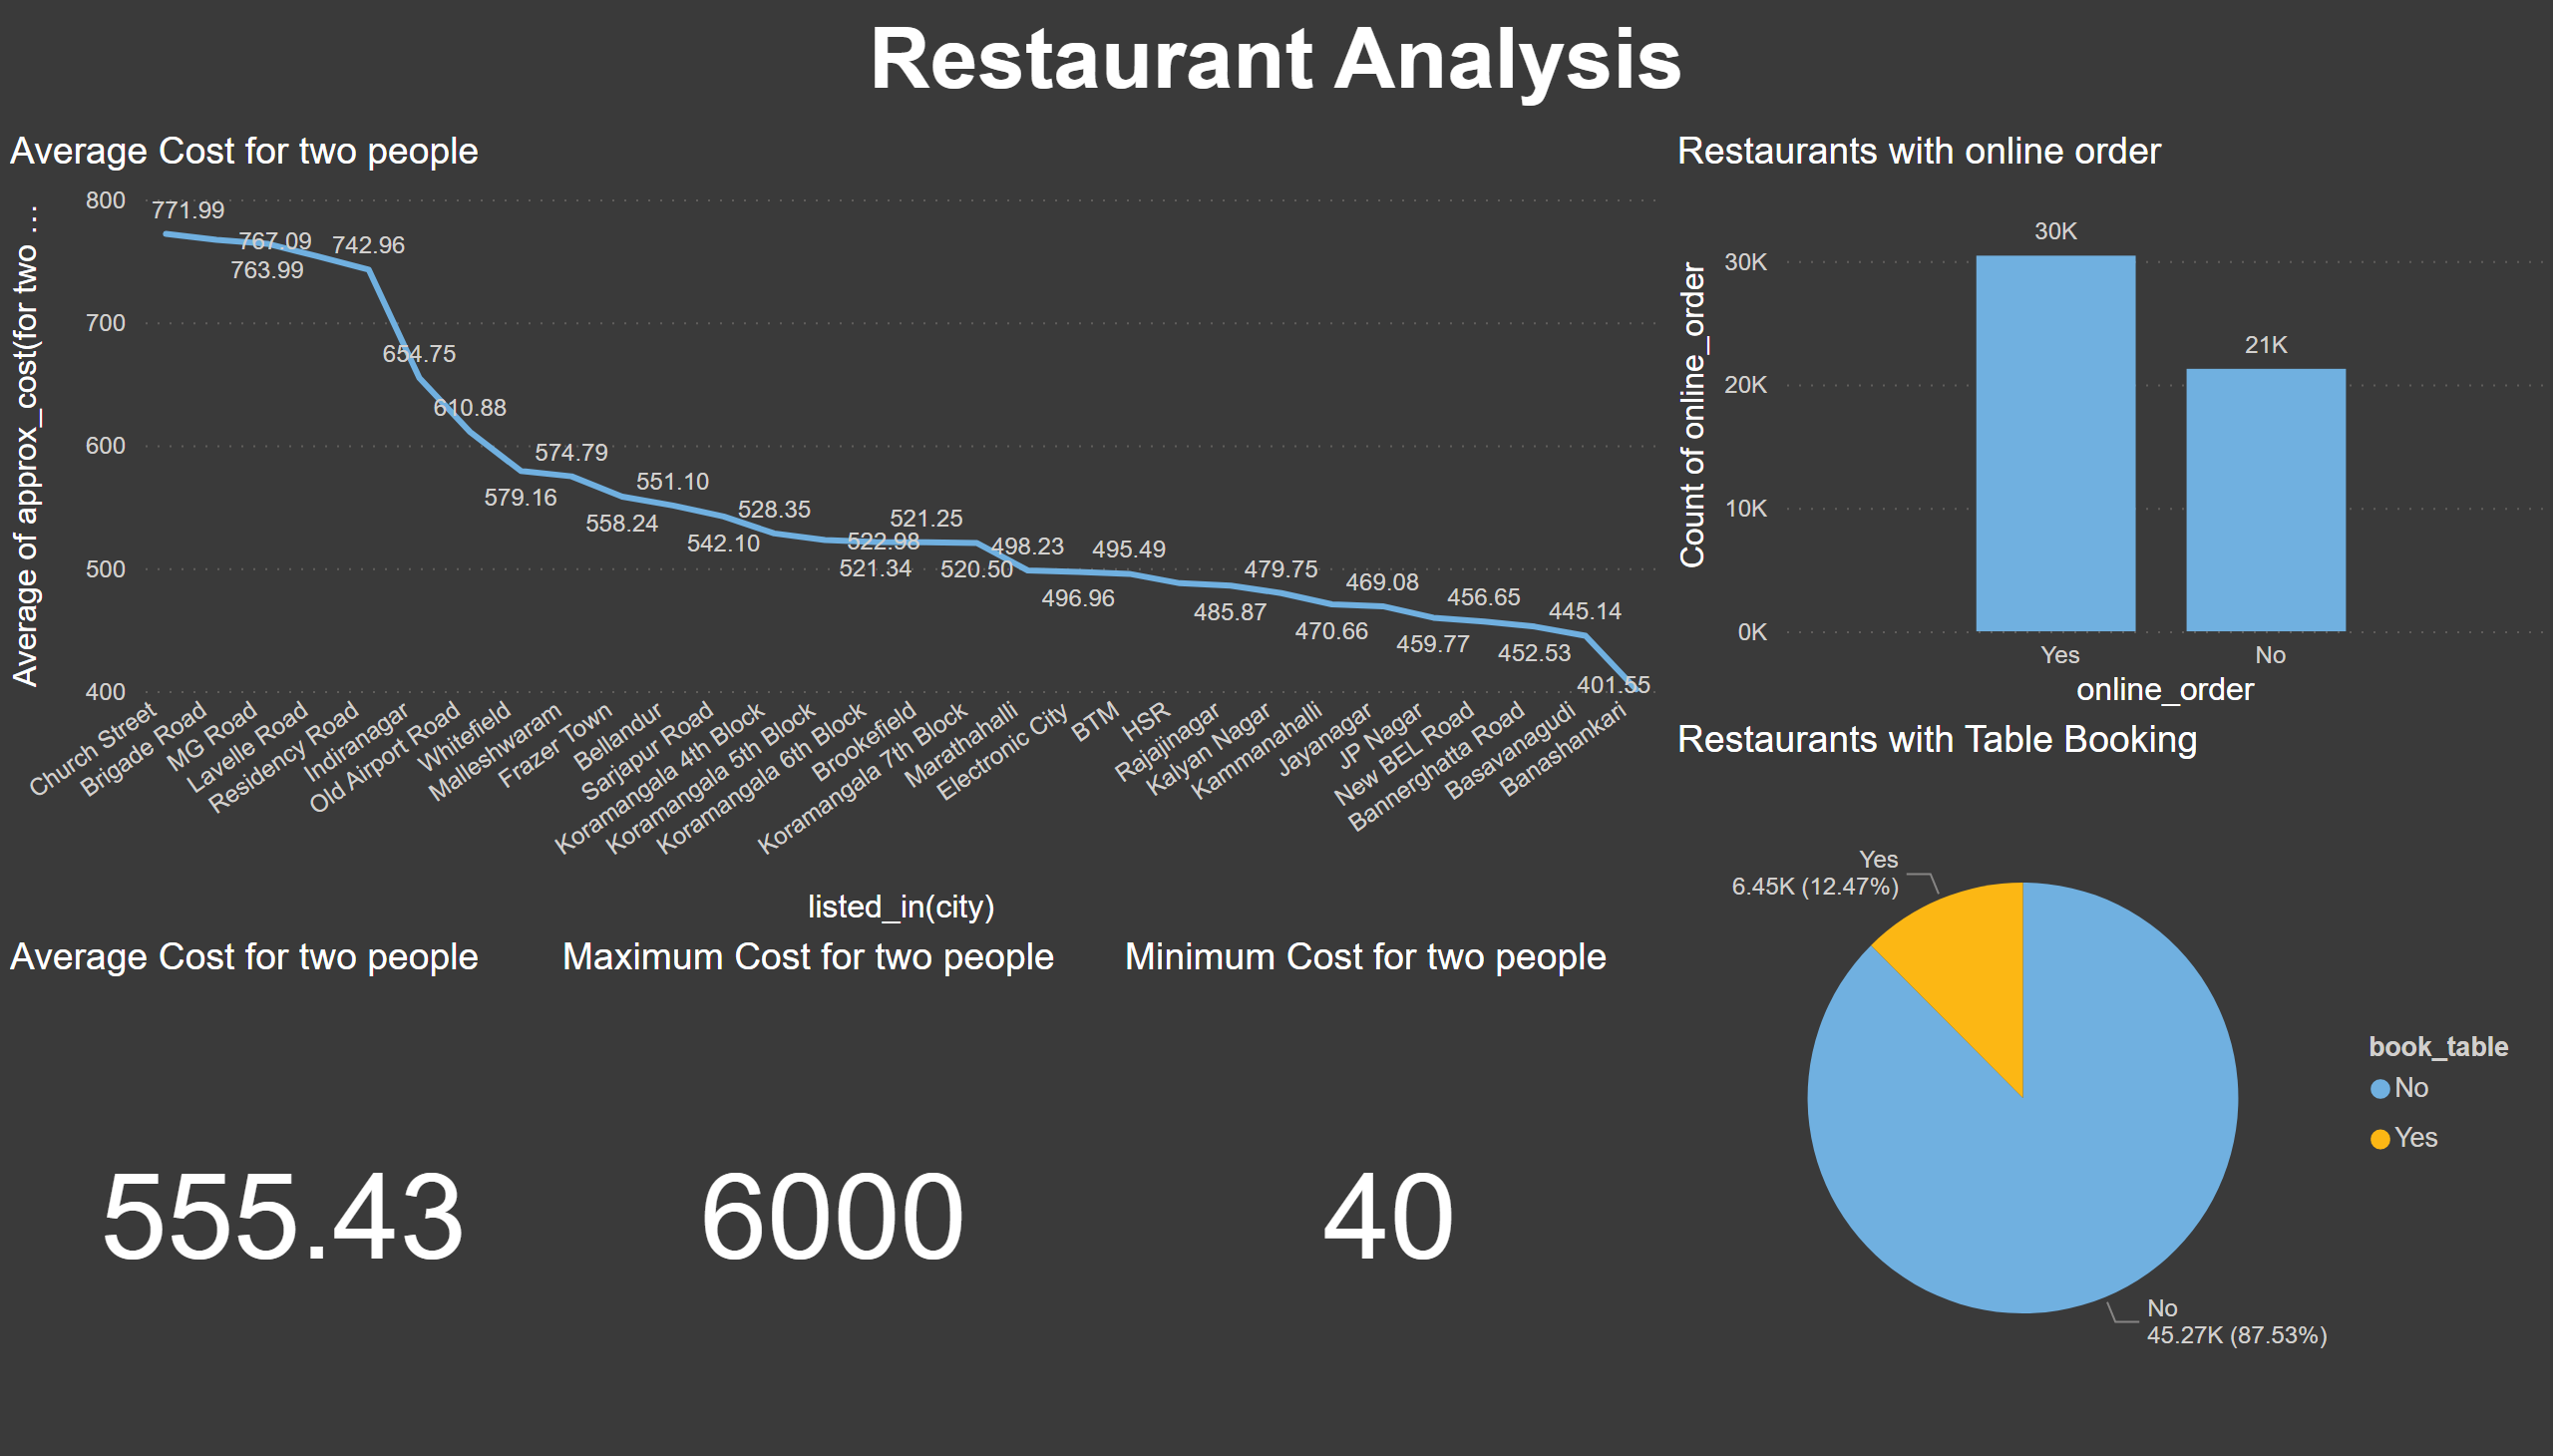 Restaurant Analysis
Average Cost for two people
Average of approx_cost(for two …
800
700
600
500
400
771.99
767.09
763.99
742.96
654.75
610.88
579.16
574.79
558.24
551.10
542.10
528.35
522.98
521.34
521.25
520.50
498.23
496.96
495.49
485.87
479.75
470.66
469.08
459.77
456.65
452.53
445.14
401.55
Church Street
Brigade Road
MG Road
Lavelle Road
Residency Road
Indiranagar
Old Airport Road
Whitefield
Malleshwaram
Frazer Town
Bellandur
Sarjapur Road
Koramangala 4th Block
Koramangala 5th Block
Koramangala 6th Block
Brookefield
Koramangala 7th Block
Marathahalli
Electronic City
BTM
HSR
Rajajinagar
Kalyan Nagar
Kammanahalli
Jayanagar
JP Nagar
New BEL Road
Bannerghatta Road
Basavanagudi
Banashankari
listed_in(city)
Restaurants with online order
Count of online_order
30K
20K
10K
0K
30K
21K
Yes
No
online_order
Restaurants with Table Booking
Yes
6.45K (12.47%)
No
45.27K (87.53%)
book_table
No
Yes
Average Cost for two people
555.43
Maximum Cost for two people
6000
Minimum Cost for two people
40